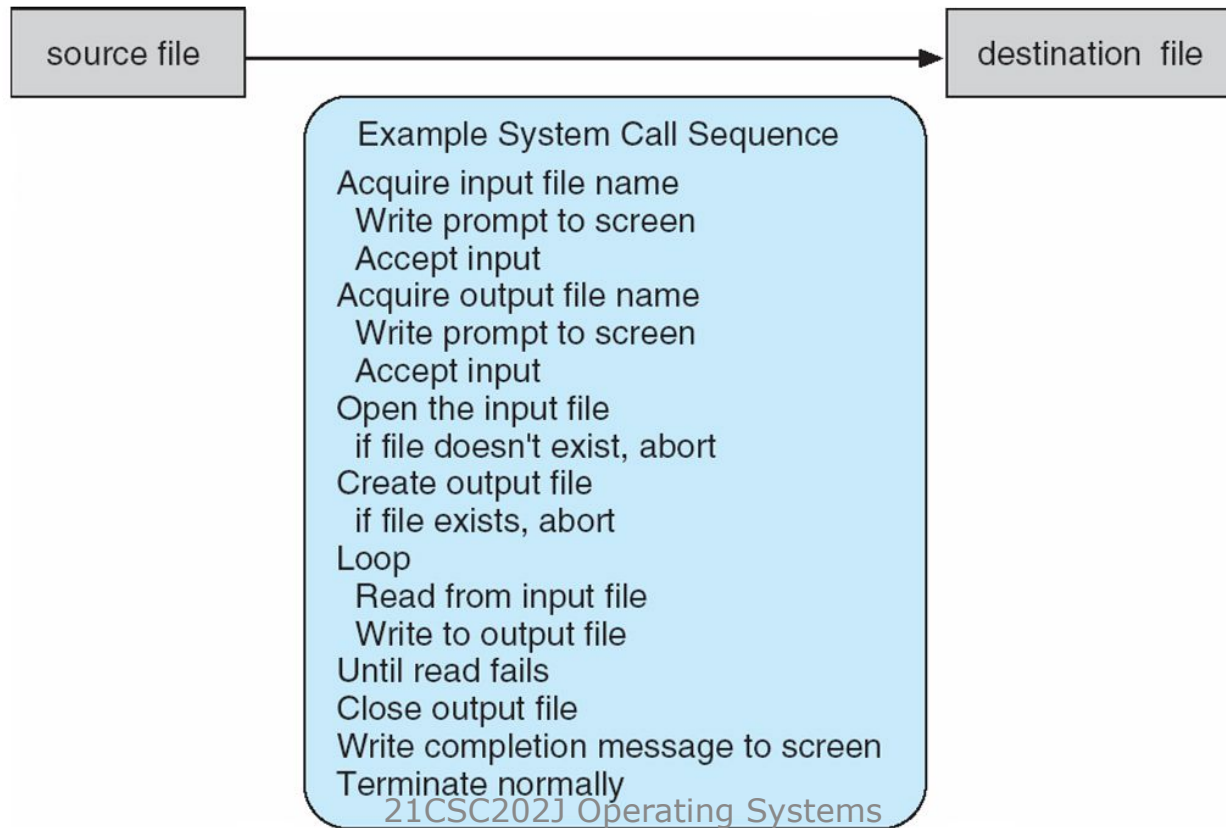 source file
destination file
Example System Call Sequence
Acquire input file name
Write prompt to screen
Accept input
Acquire output file name
Write prompt to screen
Accept input
Open the input file
if file doesn't exist, abort
Create output file
if file exists, abort
Loop
Read from input file
Write to output file
Until read fails
Close output file
Write completion message to screen
Terminate normally
21CSC202J Operating Systems